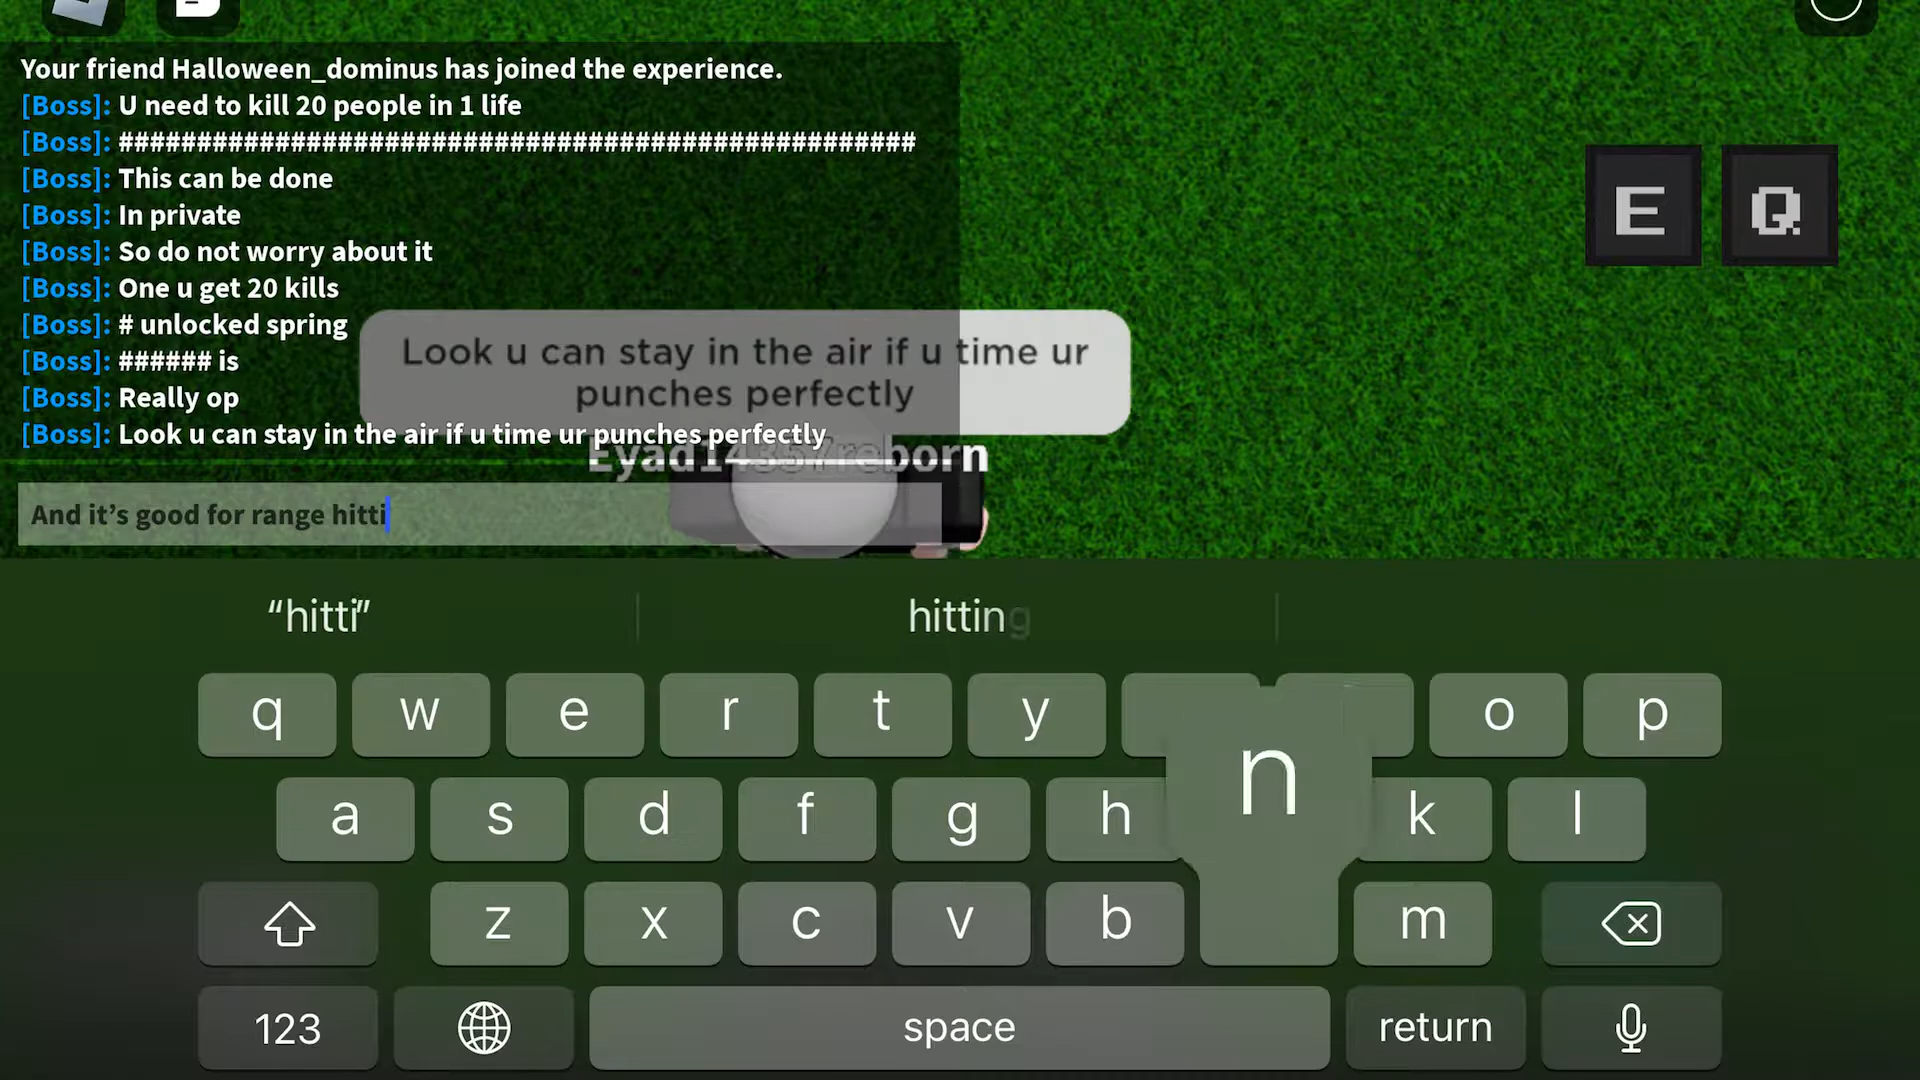 Your friend Halloween_dominus has joined the experience.
[Boss]: U need to kill 20 people in 1 life
[Boss]: ###################################################
[Boss]: This can be done
[Boss]: In private
[Boss]: So do not worry about it
[Boss]: One u get 20 kills
[Boss]: # unlocked spring
[Boss]: ###### is
[Boss]: Really op
[Boss]: Look u can stay in the air if u time ur punches perfectly
Look u can stay in the air if u time ur
punches perfectly
Eyad14357reborn
And it’s good for range hitti
E Q
“hitti” hitting
q w e r t y o p
a s d f g h k l
n
z x c v b m
123 space return